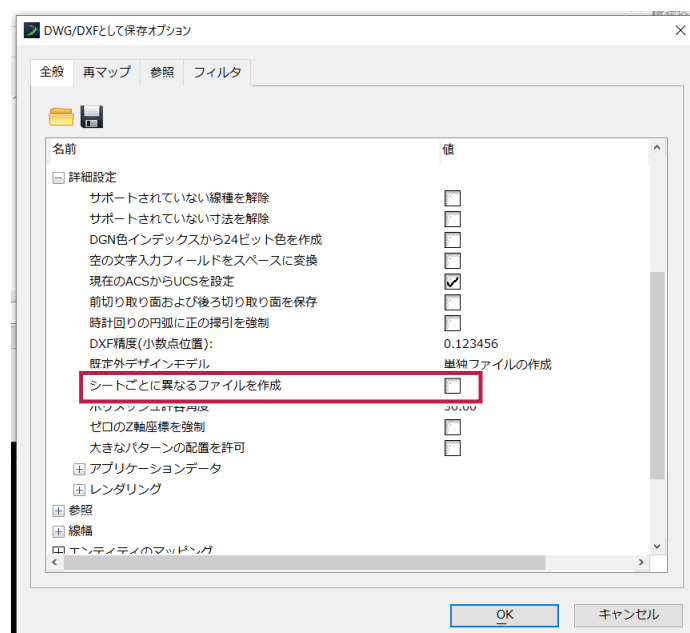 DWG/DXFとして保存オプション
全般 再マップ 参照 フィルタ
名前 値
詳細設定
サポートされていない線種を解除
サポートされていない寸法を解除
DGN色インデックスから24ビット色を作成
空の文字入力フィールドをスペースに変換
現在のACSからUCSを設定
前切り取り面および後ろ切り取り面を保存
時計回りの円弧に正の掃引を強制
DXF精度(小数点位置): 0.123456
既定外デザインモデル 単独ファイルの作成
シートごとに異なるファイルを作成
ポリメッシュ許容角度 30.00
ゼロのZ軸座標を強制
大きなパターンの配置を許可
アプリケーションデータ
レンダリング
参照
線幅
エンティティのマッピング
OK キャンセル